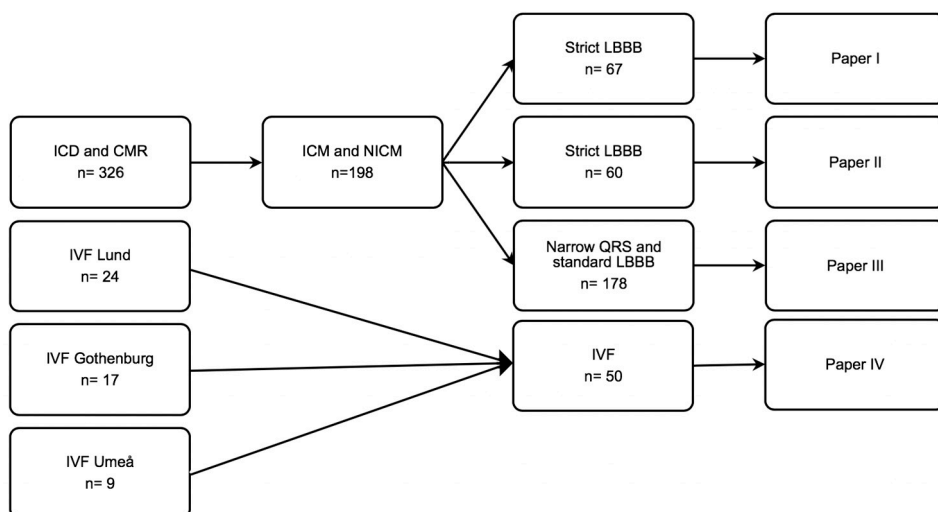 Strict LBBB
n= 67
Paper I
ICD and CMR
n= 326
ICM and NICM
n=198
Strict LBBB
n= 60
Paper II
IVF Lund
n= 24
Narrow QRS and
standard LBBB
n= 178
Paper III
IVF Gothenburg
n= 17
IVF
n= 50
Paper IV
IVF Umeå
n= 9